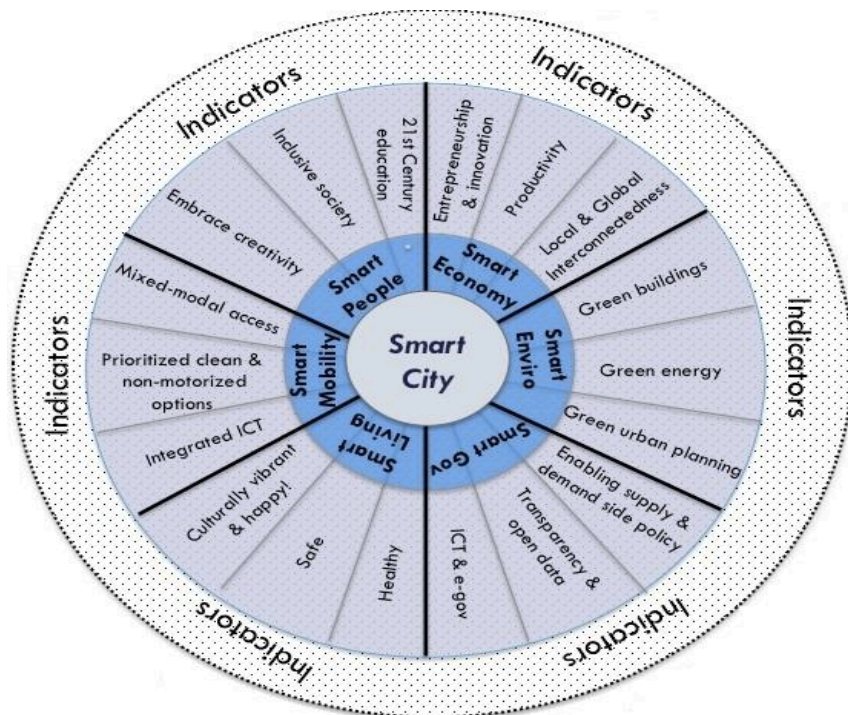 Indicators
Indicators
Indicators
Indicators
Indicators
Indicators
Smart
City
Smart
Economy
Entrepreneurship
& innovation
Productivity
Local & Global
Interconnectedness
Smart
Enviro
Green buildings
Green energy
Green urban planning
Smart Gov
Enabling supply &
demand side policy
Transparency &
open data
ICT & e-gov
Smart
Living
Healthy
Safe
Culturally vibrant
& happy!
Smart
Mobility
Integrated ICT
Prioritized clean &
non-motorized
options
Mixed-modal access
Smart
People
Embrace creativity
Inclusive society
21st Century
education